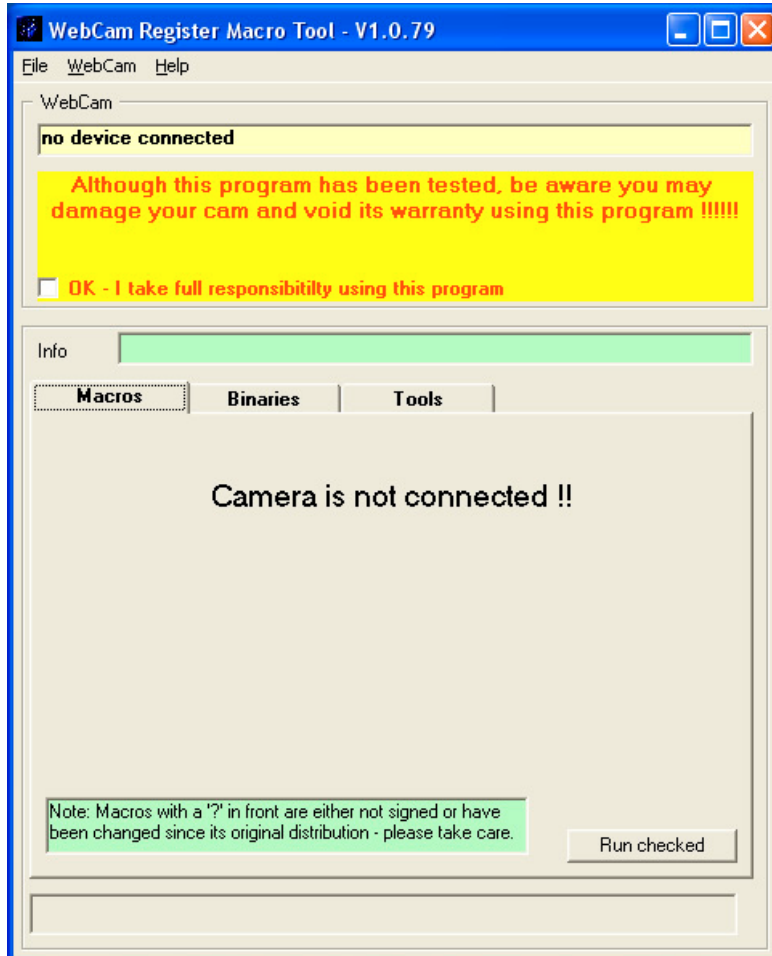 WebCam Register Macro Tool - V1.0.79
File WebCam Help
WebCam
no device connected
Although this program has been tested, be aware you may
damage your cam and void its warranty using this program !!!!!!
OK - I take full responsibitilty using this program
Info
Macros Binaries Tools
Camera is not connected !!
Note: Macros with a '?' in front are either not signed or have
been changed since its original distribution - please take care.
Run checked